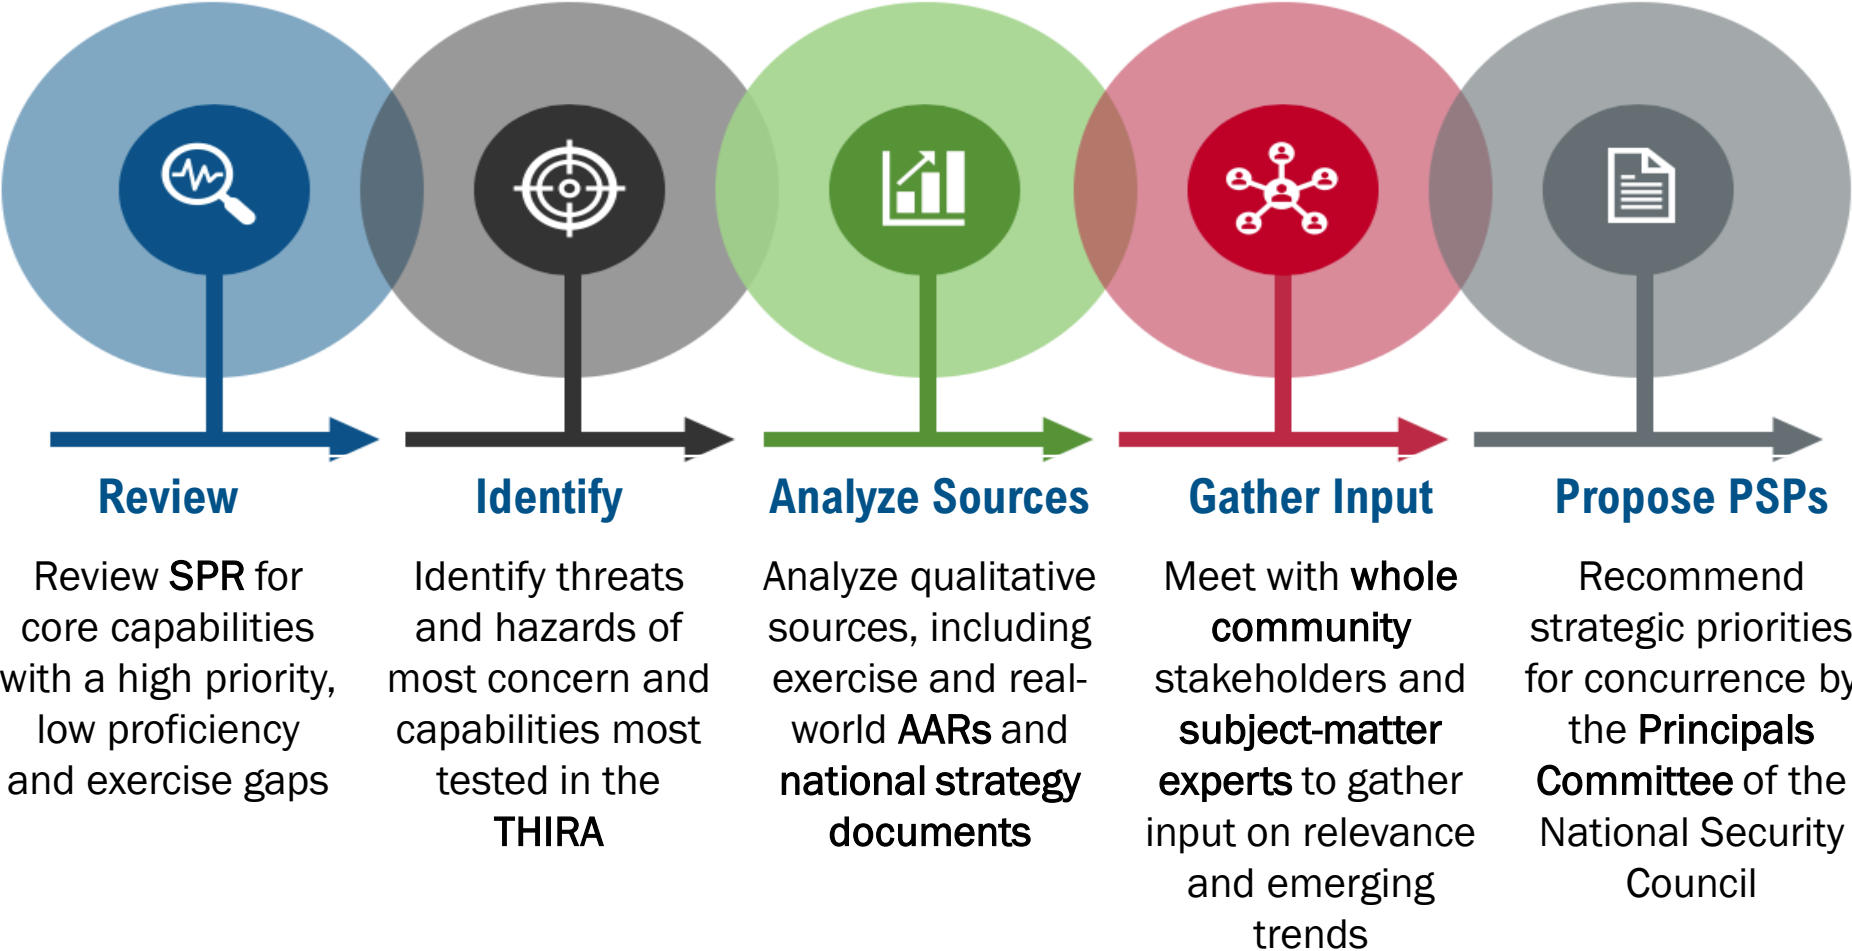 Review
Review SPR for
core capabilities
with a high priority,
low proficiency
and exercise gaps
Identify
Identify threats
and hazards of
most concern and
capabilities most
tested in the
THIRA
Analyze Sources
Analyze qualitative
sources, including
exercise and real-
world AARs and
national strategy
documents
Gather Input
Meet with whole
community
stakeholders and
subject-matter
experts to gather
input on relevance
and emerging
trends
Propose PSPs
Recommend
strategic priorities
for concurrence by
the Principals
Committee of the
National Security
Council